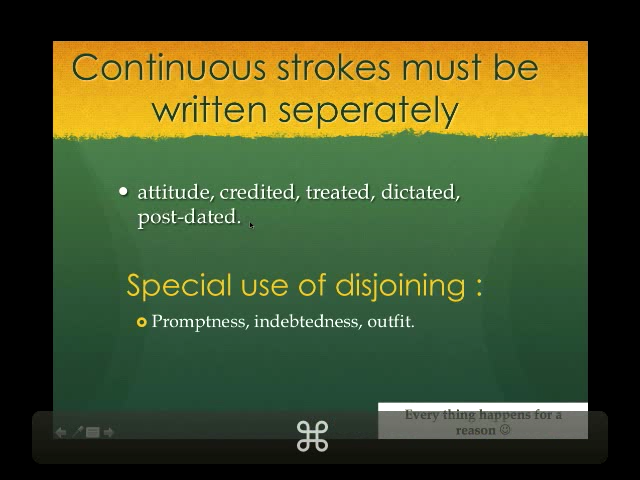 Continuous strokes must be
written seperately
attitude, credited, treated, dictated,
post-dated.
Special use of disjoining :
Promptness, indebtedness, outfit.
Every thing happens for a
reason ☺